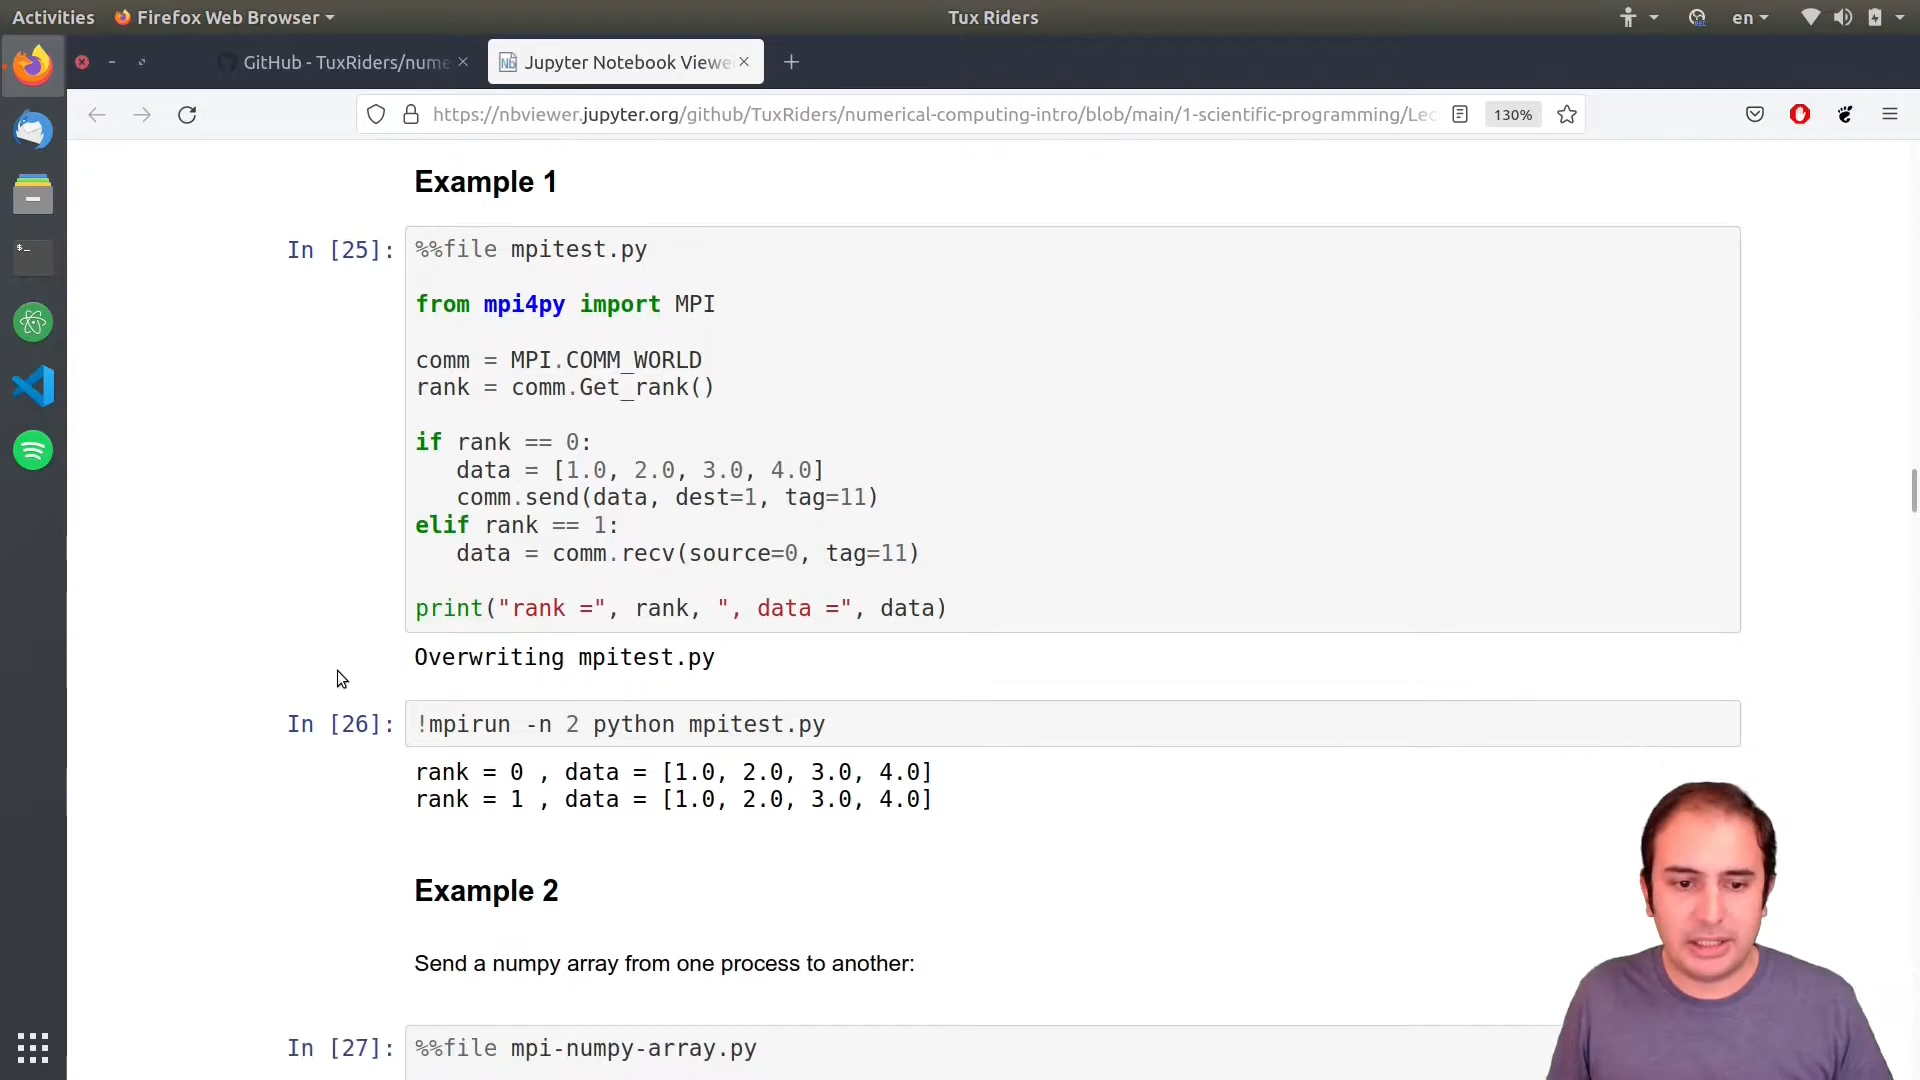 Activities Firefox Web Browser Tux Riders en
GitHub - TuxRiders/nume Jupyter Notebook Viewe
https://nbviewer.jupyter.org/github/TuxRiders/numerical-computing-intro/blob/main/1-scientific-programming/Lec 130%
Example 1
In [25]: %%file mpitest.py
from mpi4py import MPI
comm = MPI.COMM_WORLD
rank = comm.Get_rank()
if rank == 0:
data = [1.0, 2.0, 3.0, 4.0]
comm.send(data, dest=1, tag=11)
elif rank == 1:
data = comm.recv(source=0, tag=11)
print("rank =", rank, ", data =", data)
Overwriting mpitest.py
In [26]: !mpirun -n 2 python mpitest.py
rank = 0 , data = [1.0, 2.0, 3.0, 4.0]
rank = 1 , data = [1.0, 2.0, 3.0, 4.0]
Example 2
Send a numpy array from one process to another:
In [27]: %%file mpi-numpy-array.py